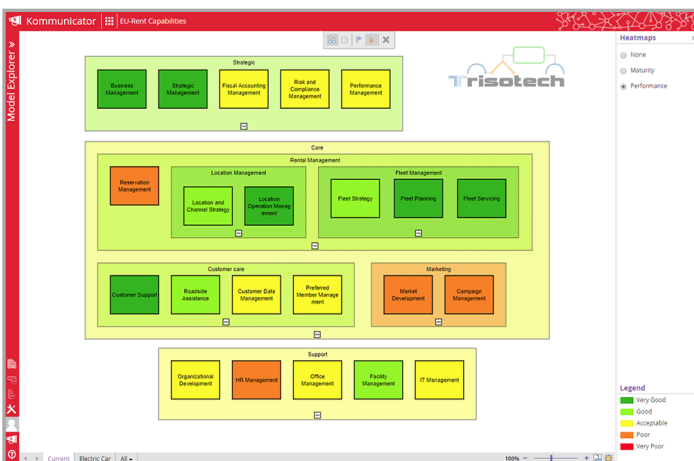 Kommunicator
EU-Rent Capabilities
Model Explorer
Heatmaps
None
Maturity
Performance
Trisotech
Strategic
Business
Management
Strategic
Management
Fiscal Accounting
Management
Risk and
Compliance
Management
Performance
Management
Core
Rental Management
Reservation
Management
Location Management
Location and
Channel Strategy
Location
Operation Manag
ement
Fleet Management
Fleet Strategy
Fleet Planning
Fleet Servicing
Customer care
Customer Support
Roadside
Assistance
Customer Data
Management
Preferred
Member Manage
ment
Marketing
Market
Development
Campaign
Management
Support
Organizational
Development
HR Management
Office
Management
Facility
Management
IT Management
Legend
Very Good
Good
Acceptable
Poor
Very Poor
Current
Electric Car
All
100%